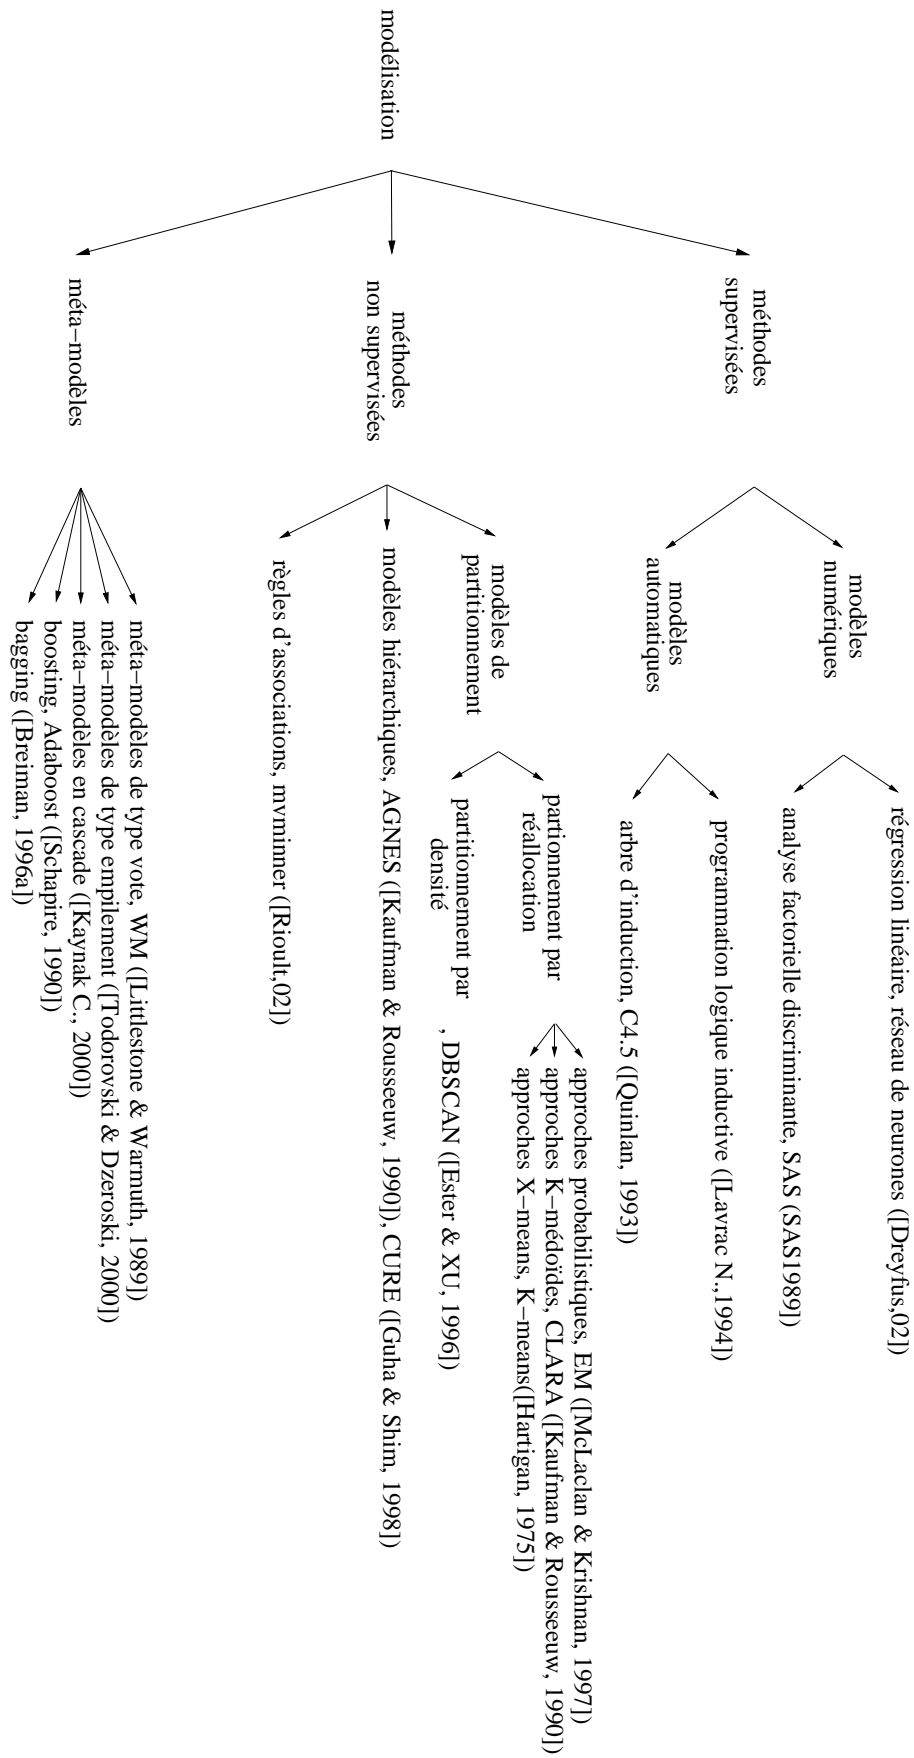 modélisation
méthodes
supervisées
modèles
numériques
régression linéaire, réseau de neurones ([Dreyfus,02])
analyse factorielle discriminante, SAS (SAS1989])
modèles
automatiques
programmation logique inductive ([Lavrac N.,1994])
arbre d'induction, C4.5 ([Quinlan, 1993])
méthodes
non supervisées
modèles de
partitionnement
partionnement par
réallocation
approches probabilistiques, EM ([McLaclan & Krishnan, 1997])
approches K−médoïdes, CLARA ([Kaufman & Rousseeuw, 1990])
approches X−means, K−means([Hartigan, 1975])
partitionnement par
densité
, DBSCAN ([Ester & XU, 1996])
modèles hiérarchiques, AGNES ([Kaufman & Rousseeuw, 1990]), CURE ([Guha & Shim, 1998])
règles d'associations, mvminner ([Rioult,02])
méta−modèles
méta−modèles de type vote, WM ([Littlestone & Warmuth, 1989])
méta−modèles de type empilement ([Todorovski & Dzeroski, 2000])
méta−modèles en cascade ([Kaynak C., 2000])
boosting, Adaboost ([Schapire, 1990])
bagging ([Breiman, 1996a])